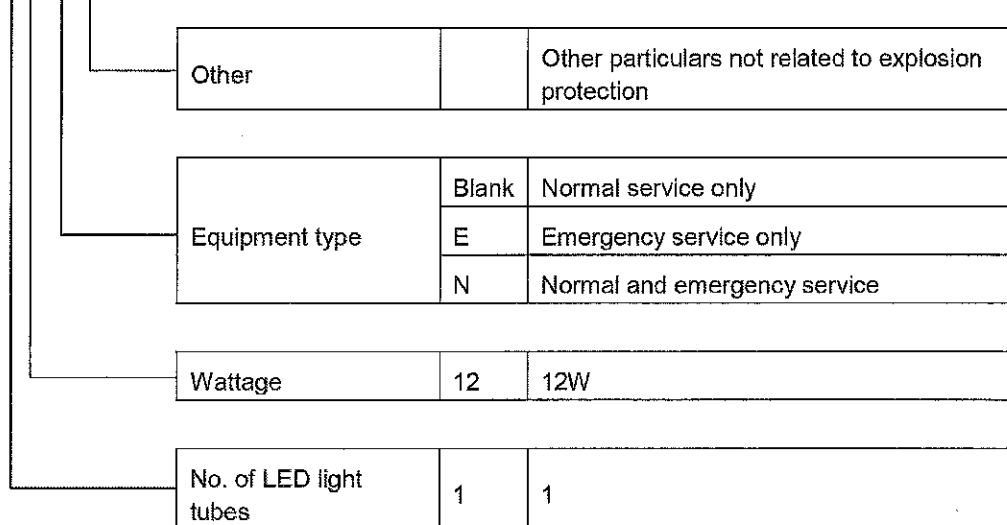 Other
Other particulars not related to explosion
protection
Equipment type
Blank
Normal service only
E
Emergency service only
N
Normal and emergency service
Wattage
12
12W
No. of LED light
tubes
1
1